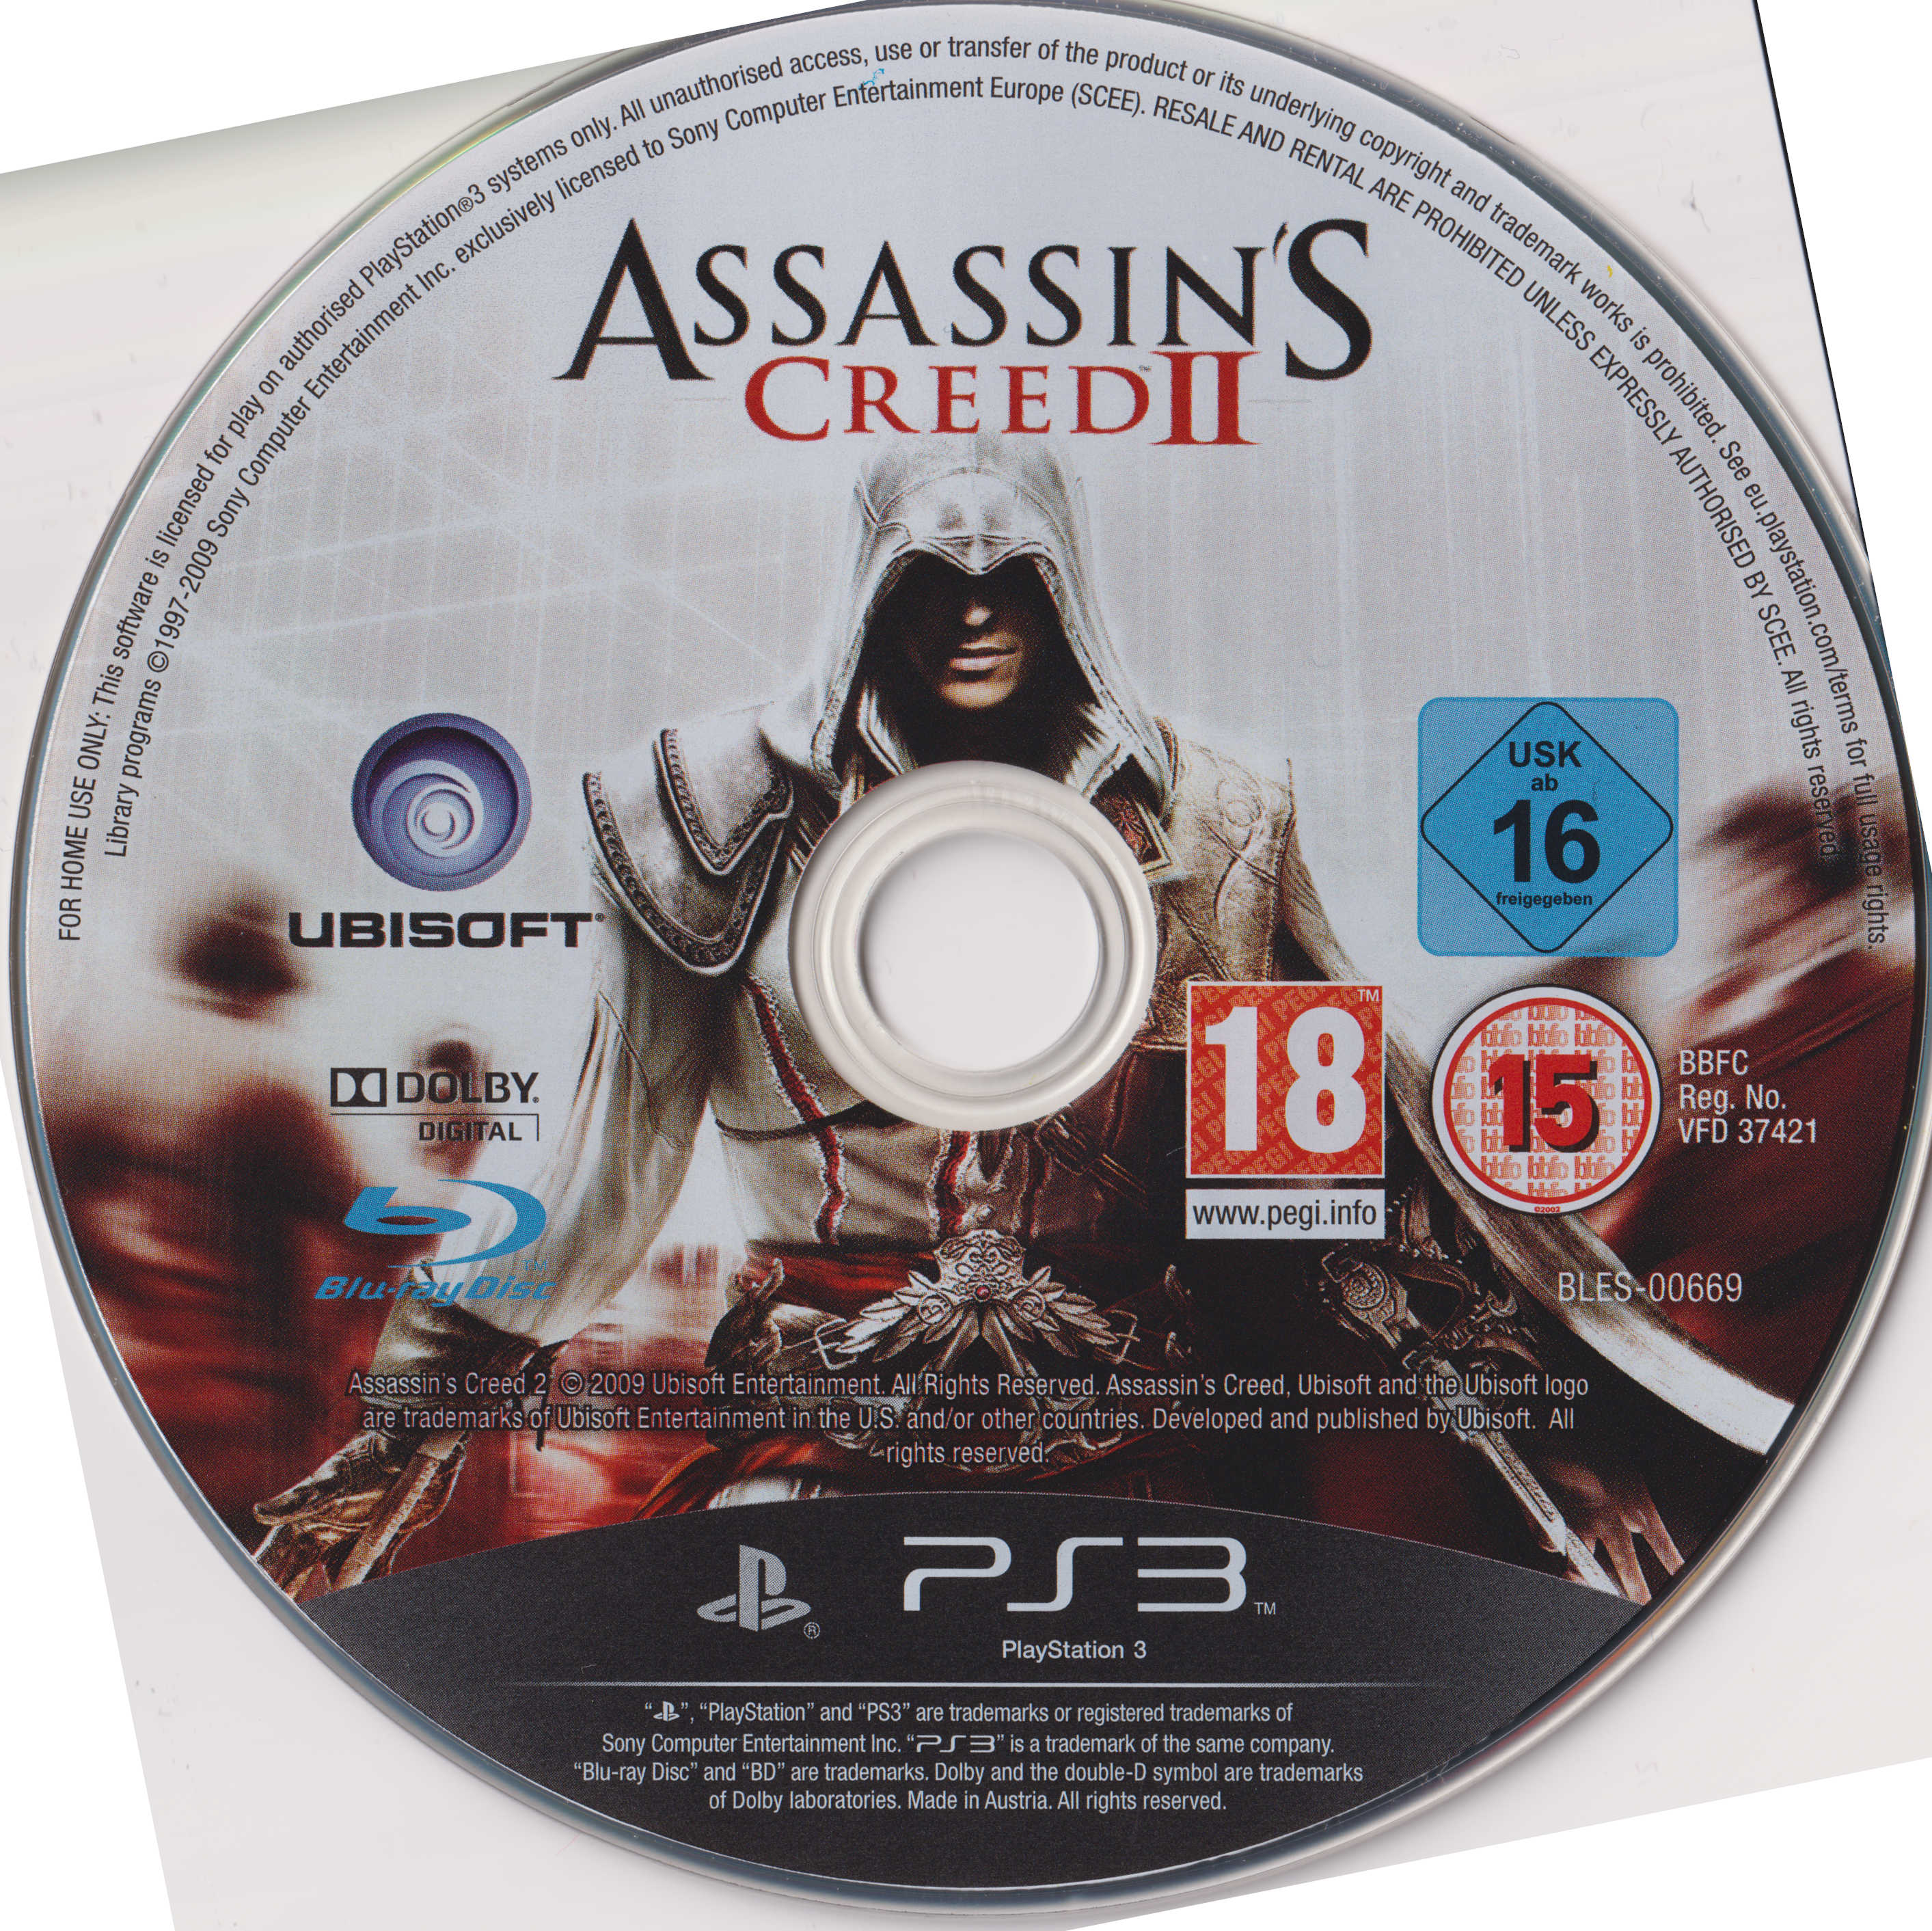 FOR HOME USE ONLY: This software is licensed for play on authorised PlayStation®3 systems only. All unauthorised access, use or transfer of the product or its underlying copyright and trademark works is prohibited. See eu.playstation.com/terms for full usage rights.
Library programs ©1997-2009 Sony Computer Entertainment Inc. exclusively licensed to Sony Computer Entertainment Europe (SCEE). RESALE AND RENTAL ARE PROHIBITED UNLESS EXPRESSLY AUTHORISED BY SCEE. All rights reserved.
ASSASSIN'S
CREED™ II
UBISOFT®
USK
ab
16
freigegeben
DOLBY®
DIGITAL
18™
www.pegi.info
15
©2002
BBFC
Reg. No.
VFD 37421
Blu-ray Disc™
BLES-00669
Assassin's Creed 2 © 2009 Ubisoft Entertainment. All Rights Reserved. Assassin's Creed, Ubisoft and the Ubisoft logo
are trademarks of Ubisoft Entertainment in the U.S. and/or other countries. Developed and published by Ubisoft. All
rights reserved.
® PS3™
PlayStation 3
“PS”, “PlayStation” and “PS3” are trademarks or registered trademarks of
Sony Computer Entertainment Inc. “PS3” is a trademark of the same company.
“Blu-ray Disc” and “BD” are trademarks. Dolby and the double-D symbol are trademarks
of Dolby laboratories. Made in Austria. All rights reserved.